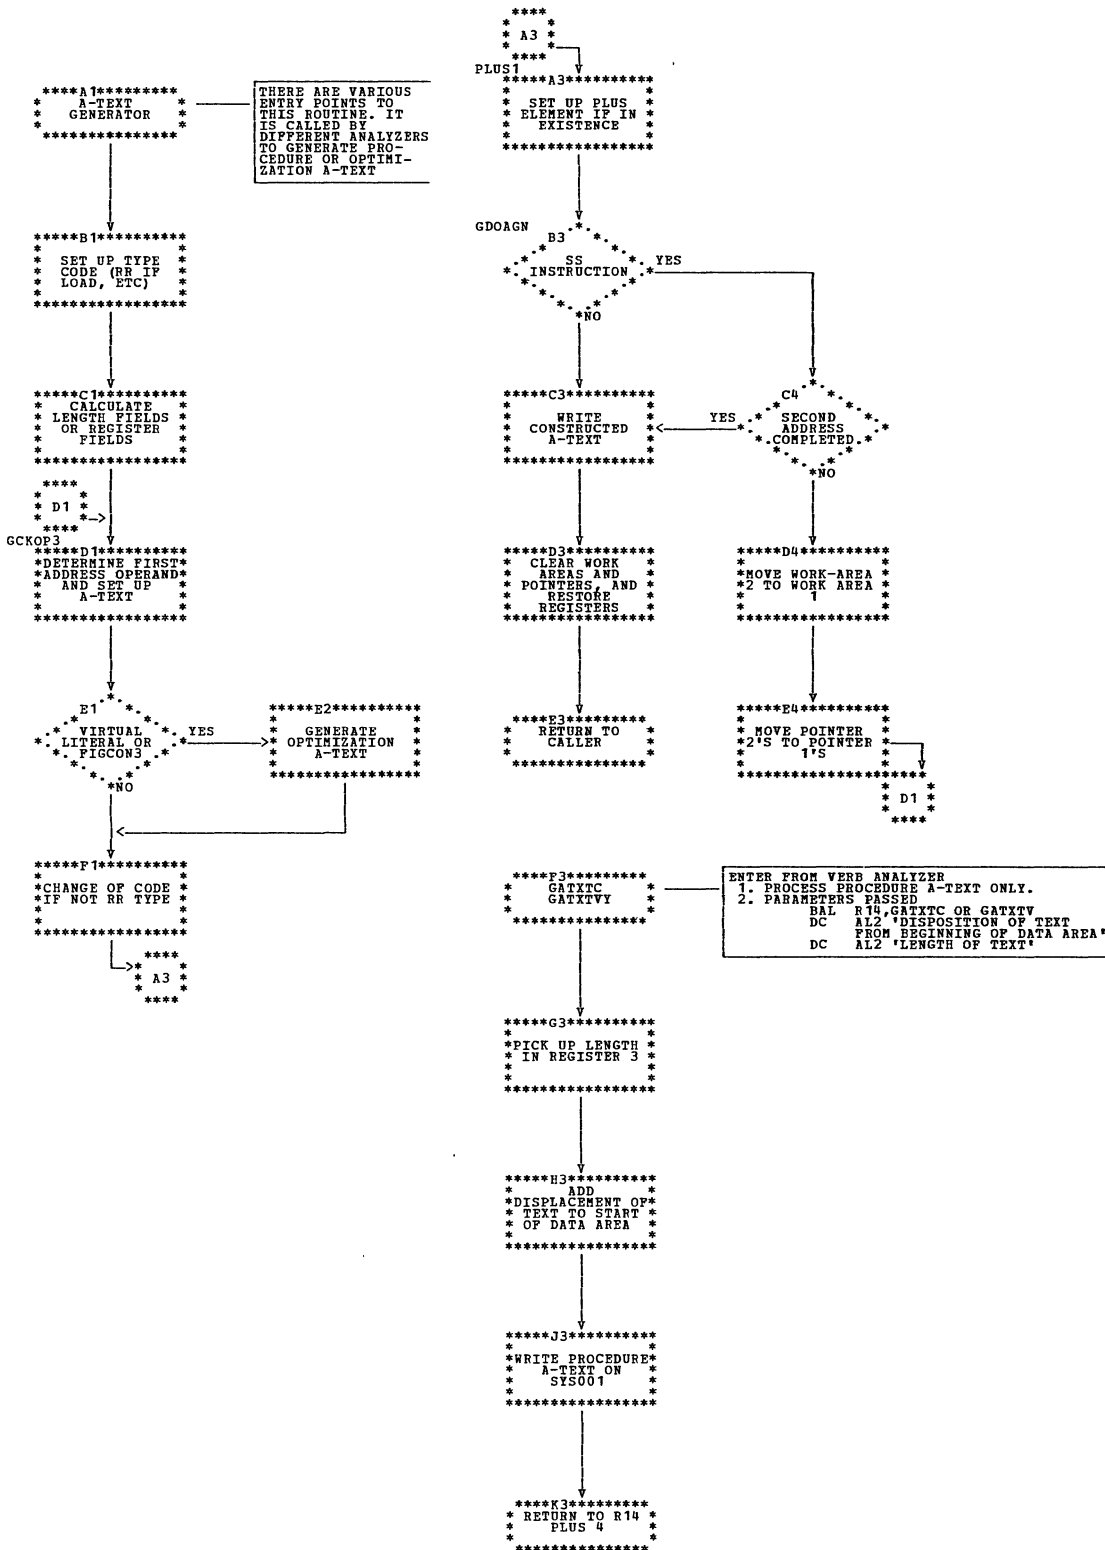 A1
A-TEXT
GENERATOR
THERE ARE VARIOUS
ENTRY POINTS TO
THIS ROUTINE. IT
IS CALLED BY
DIFFERENT ANALYZERS
TO GENERATE PRO-
CEDURE OR OPTIMI-
ZATION A-TEXT
B1
SET UP TYPE
CODE (RR IF
LOAD, ETC)
C1
CALCULATE
LENGTH FIELDS
OR REGISTER
FIELDS
D1
GCKOP3
D1
DETERMINE FIRST
ADDRESS OPERAND
AND SET UP
A-TEXT
E1
VIRTUAL
LITERAL OR
FIGCON3
YES
NO
E2
GENERATE
OPTIMIZATION
A-TEXT
F1
CHANGE OF CODE
IF NOT RR TYPE
A3
A3
PLUS1
A3
SET UP PLUS
ELEMENT IF IN
EXISTENCE
GDOAGN
B3
SS
INSTRUCTION
YES
NO
C3
WRITE
CONSTRUCTED
A-TEXT
C4
SECOND
ADDRESS
COMPLETED
YES
NO
D3
CLEAR WORK
AREAS AND
POINTERS, AND
RESTORE
REGISTERS
D4
MOVE WORK-AREA
2 TO WORK AREA
1
E3
RETURN TO
CALLER
E4
MOVE POINTER
2'S TO POINTER
1'S
D1
F3
GATXTC
GATXTVY
ENTER FROM VERB ANALYZER
1. PROCESS PROCEDURE A-TEXT ONLY.
2. PARAMETERS PASSED
BAL R14,GATXTC OR GATXTV
DC AL2 'DISPOSITION OF TEXT
FROM BEGINNING OF DATA AREA'
DC AL2 'LENGTH OF TEXT'
G3
PICK UP LENGTH
IN REGISTER 3
H3
ADD
DISPLACEMENT OF
TEXT TO START
OF DATA AREA
J3
WRITE PROCEDURE
A-TEXT ON
SYS001
K3
RETURN TO R14
PLUS 4